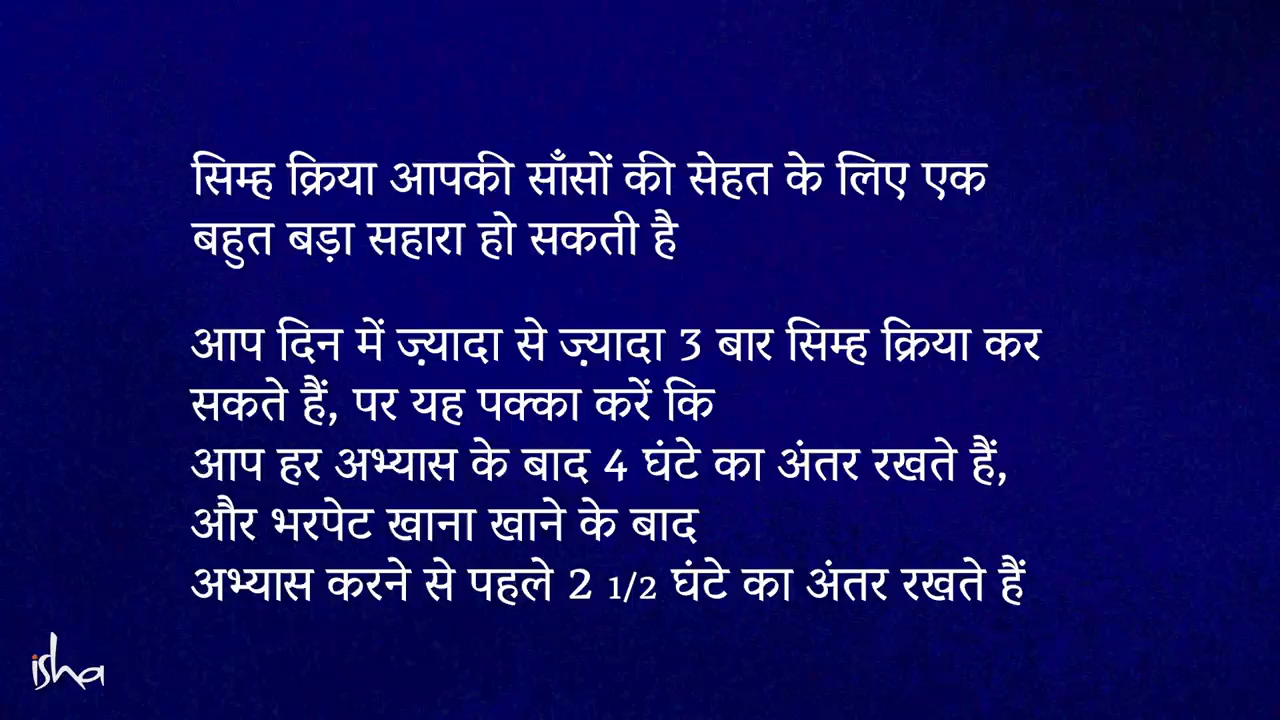 सिम्ह क्रिया आपकी साँसों की सेहत के लिए एक
बहुत बड़ा सहारा हो सकती है
आप दिन में ज़्यादा से ज़्यादा 3 बार सिम्ह क्रिया कर
सकते हैं, पर यह पक्का करें कि
आप हर अभ्यास के बाद 4 घंटे का अंतर रखते हैं,
और भरपेट खाना खाने के बाद
अभ्यास करने से पहले 2 1/2 घंटे का अंतर रखते हैं
isha